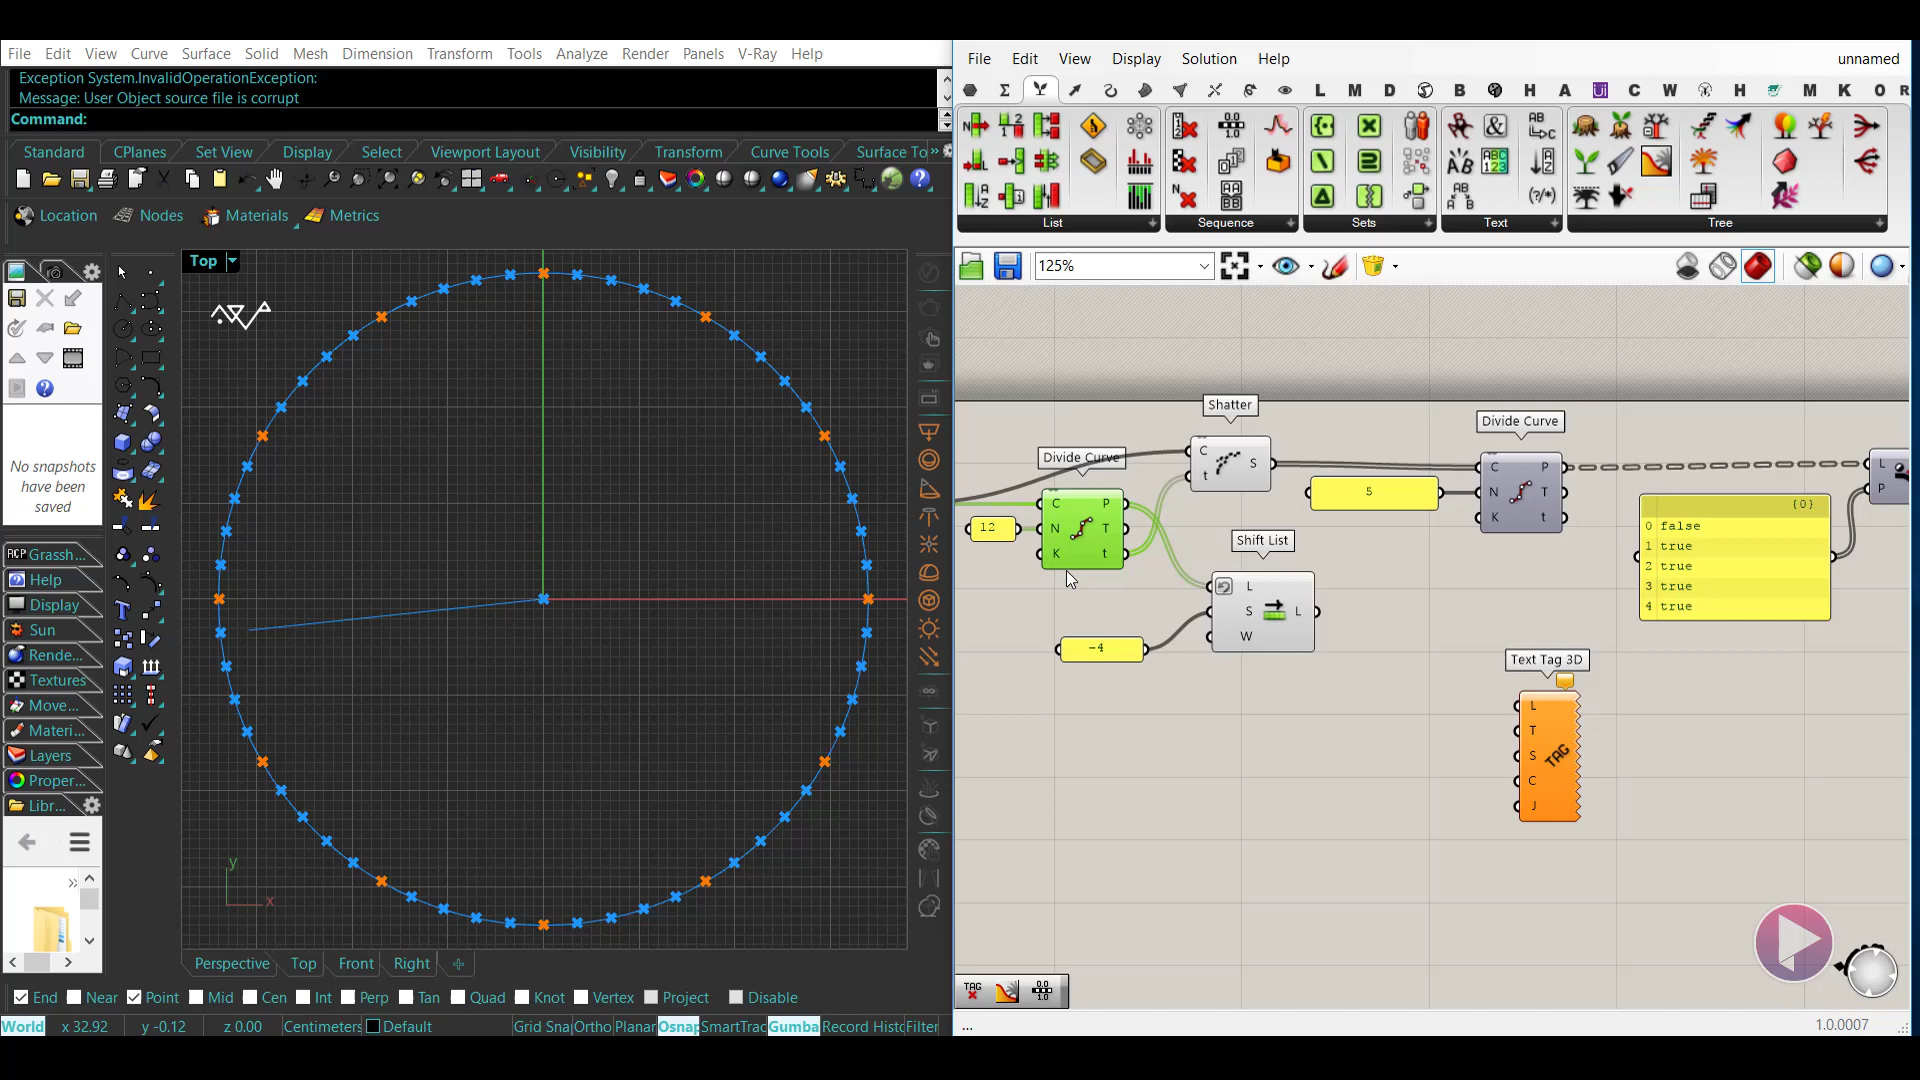 File Edit View Curve Surface Solid Mesh Dimension Transform Tools Analyze Render Panels V-Ray Help
Exception System.InvalidOperationException:
Message: User Object source file is corrupt
Command:
Standard CPlanes Set View Display Select Viewport Layout Visibility Transform Curve Tools Surface To »
Location Nodes Materials Metrics
Top
No snapshots
have been
saved
Grassh...
Help
Display
Sun
Rende...
Textures
Move...
Materi...
Layers
Proper...
Libr...
y
x
Perspective Top Front Right
End Near Point Mid Cen Int Perp Tan Quad Knot Vertex Project Disable
World x 32.92 y -0.12 z 0.00 Centimeters Default Grid Sna Ortho Planar Osnap SmartTrac Gumba Record Histo Filter
File Edit View Display Solution Help unnamed
L M D B H A C W H M K O R
List Sequence Sets Text Tree
125%
Shatter
C
t
S
Divide Curve
C
N
K
P
T
t
12
Shift List
L
S
W
L
-4
5
Divide Curve
C
N
K
P
T
t
{0}
0 false
1 true
2 true
3 true
4 true
L
P
Text Tag 3D
L
T
S
C
J
TAG
TAG
...
1.0.0007